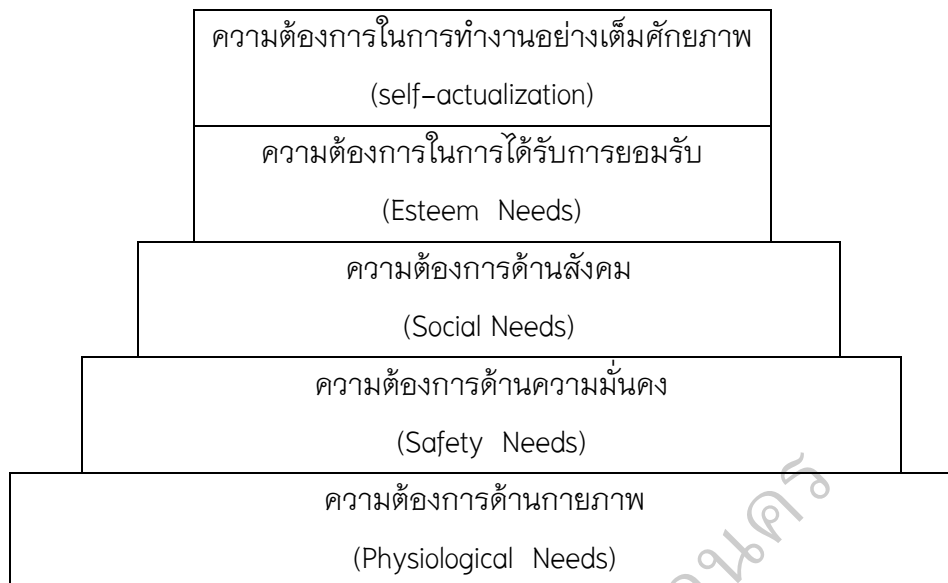 ความต้องการในการทำงานอย่างเต็มศักยภาพ
(self-actualization)
ความต้องการในการได้รับการยอมรับ
(Esteem Needs)
ความต้องการด้านสังคม
(Social Needs)
ความต้องการด้านความมั่นคง
(Safety Needs)
ความต้องการด้านกายภาพ
(Physiological Needs)